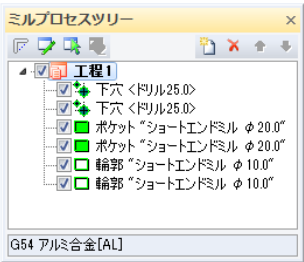 ミルプロセスツリー
工程1
下穴 <ドリル25.0>
下穴 <ドリル25.0>
ポケット "ショートエンドミル φ20.0"
ポケット "ショートエンドミル φ20.0"
輪郭 "ショートエンドミル φ10.0"
輪郭 "ショートエンドミル φ10.0"
G54 アルミ合金[AL]